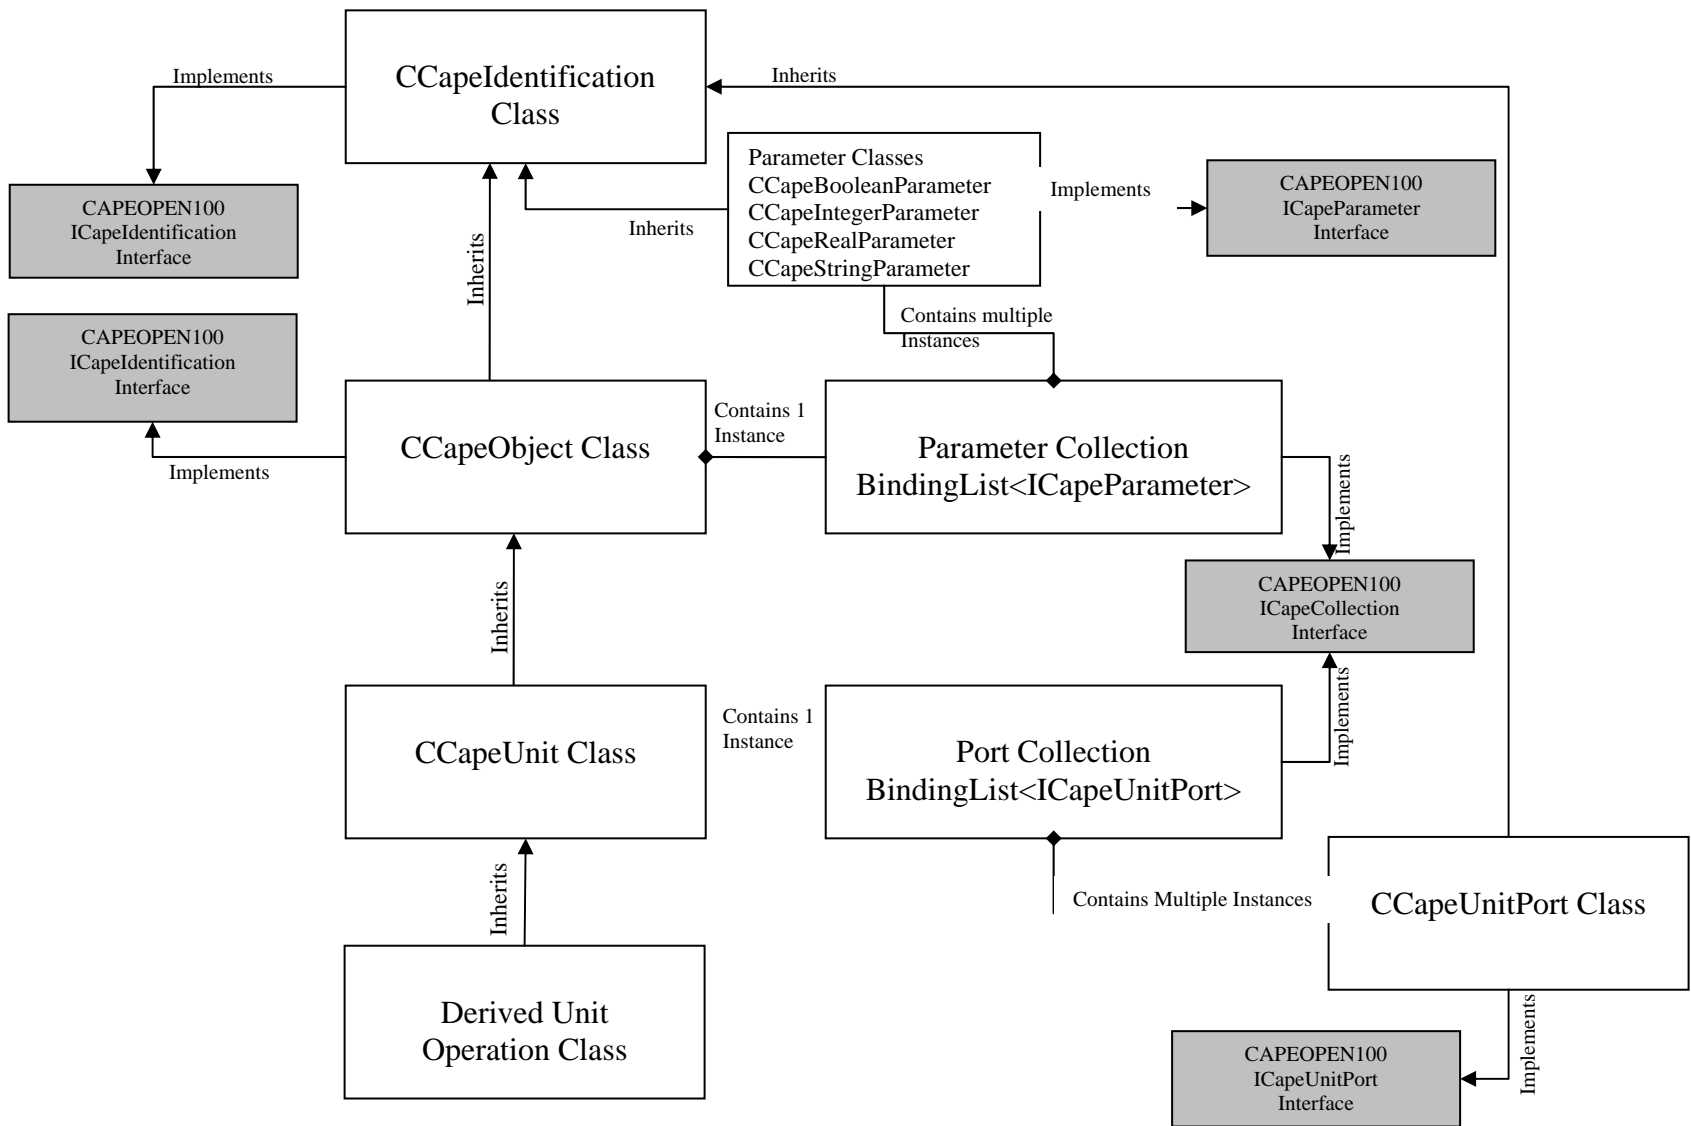 CCapeIdentification
Class
Implements
Inherits
Parameter Classes
CCapeBooleanParameter
CCapeIntegerParameter
CCapeRealParameter
CCapeStringParameter
Implements
CAPEOPEN100
ICapeParameter
Interface
CAPEOPEN100
ICapeIdentification
Interface
Inherits
Inherits
CAPEOPEN100
ICapeIdentification
Interface
Contains multiple
Instances
CCapeObject Class
Contains 1
Instance
Parameter Collection
BindingList<ICapeParameter>
Implements
Implements
CAPEOPEN100
ICapeCollection
Interface
Inherits
CCapeUnit Class
Contains 1
Instance
Port Collection
BindingList<ICapeUnitPort>
Implements
Inherits
Contains Multiple Instances
CCapeUnitPort Class
Derived Unit
Operation Class
Implements
CAPEOPEN100
ICapeUnitPort
Interface